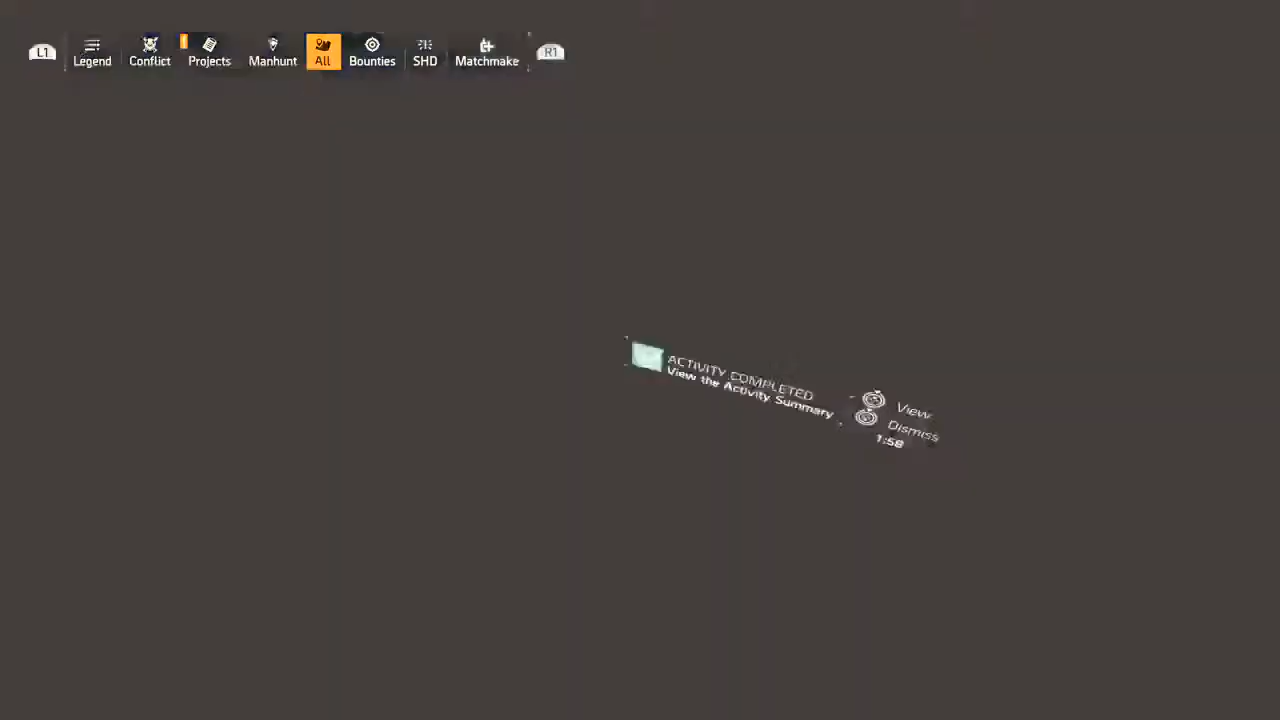 L1
Legend
Conflict
Projects
Manhunt
All
Bounties
SHD
Matchmake
R1
ACTIVITY COMPLETED
View the Activity Summary
View
Dismiss
1:58